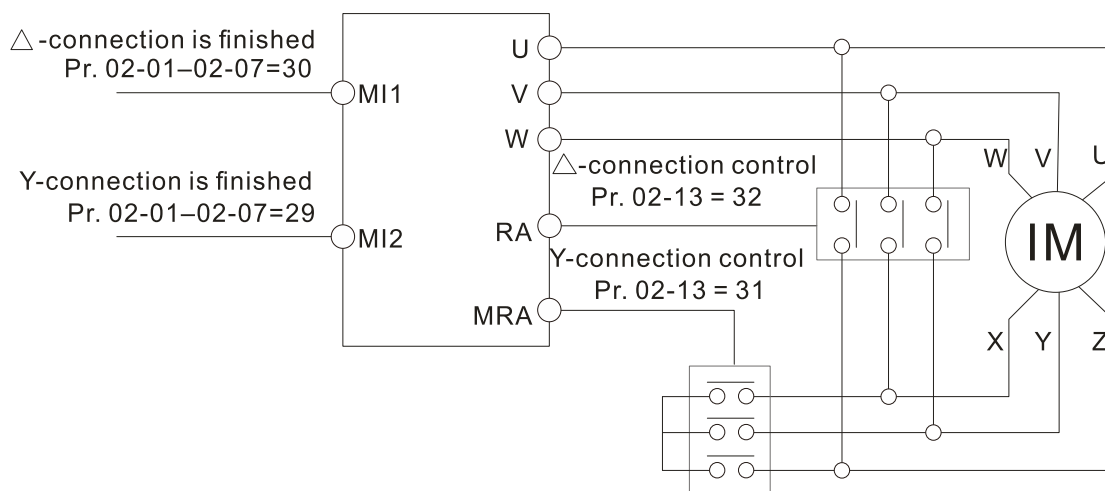 △-connection is finished
Pr. 02-01–02-07=30
MI1
Y-connection is finished
Pr. 02-01–02-07=29
MI2
U
V
W
△-connection control
Pr. 02-13 = 32
RA
Y-connection control
Pr. 02-13 = 31
MRA
W V U
IM
X Y Z